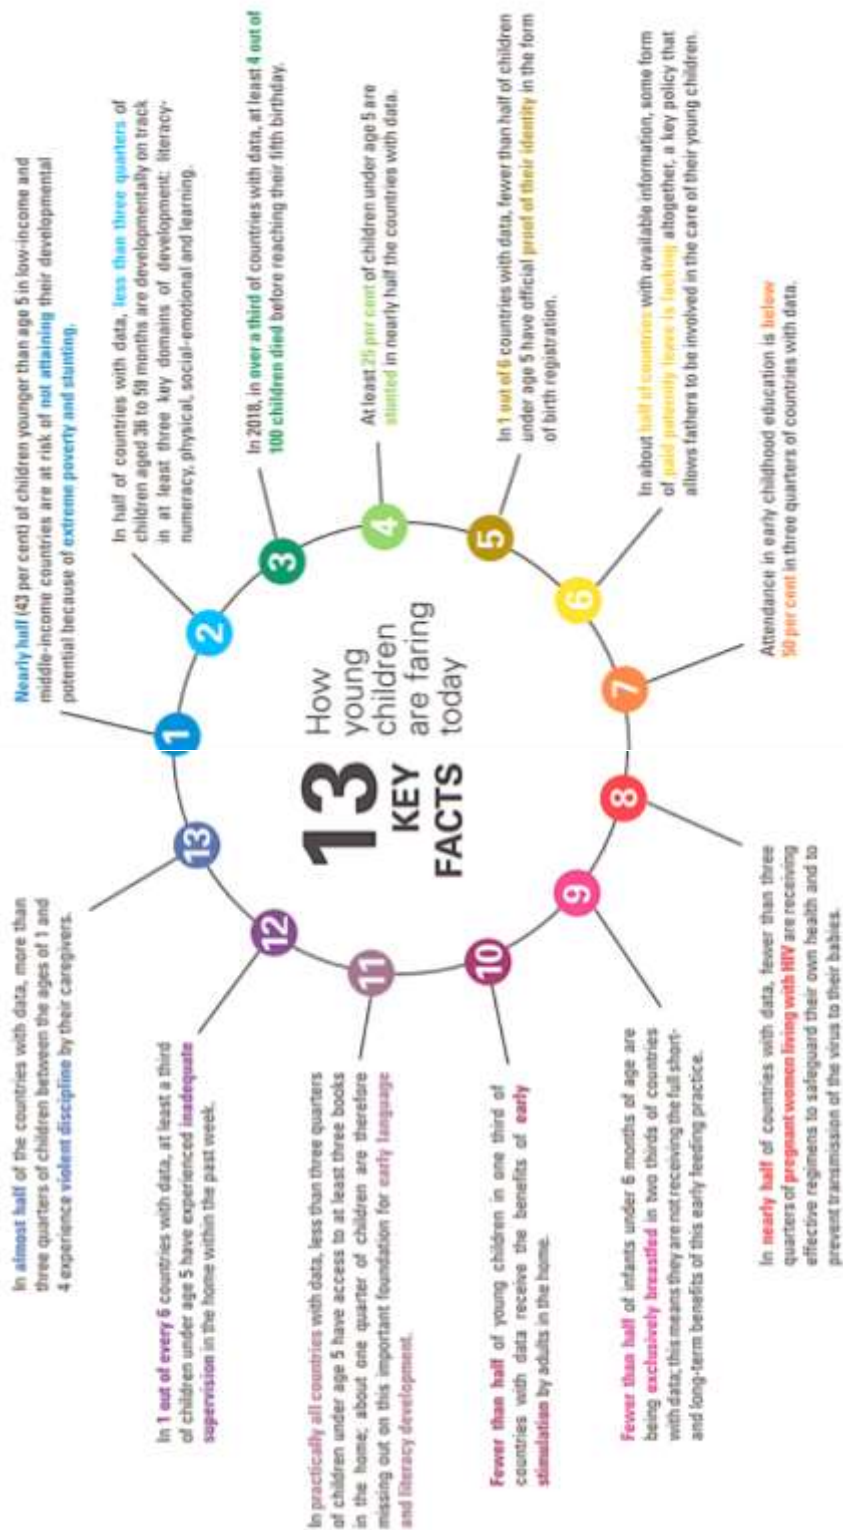 13
KEY
FACTS
How
young
children
are faring
today
1
Nearly half (43 per cent) of children younger than age 5 in low-income and
middle-income countries are at risk of not attaining their developmental
potential because of extreme poverty and stunting.
2
In half of countries with data, less than three quarters of
children aged 36 to 59 months are developmentally on track
in at least three key domains of development: literacy-
numeracy, physical, social-emotional and learning.
3
In 2018, in over a third of countries with data, at least 4 out of
100 children died before reaching their fifth birthday.
4
At least 25 per cent of children under age 5 are
stunted in nearly half the countries with data.
5
In 1 out of 6 countries with data, fewer than half of children
under age 5 have official proof of their identity in the form
of birth registration.
6
In about half of countries with available information, some form
of paid paternity leave is lacking altogether, a key policy that
allows fathers to be involved in the care of their young children.
7
Attendance in early childhood education is below
50 per cent in three quarters of countries with data.
8
In nearly half of countries with data, fewer than three
quarters of pregnant women living with HIV are receiving
effective regimens to safeguard their own health and to
prevent transmission of the virus to their babies.
9
Fewer than half of infants under 6 months of age are
being exclusively breastfed in two thirds of countries
with data; this means they are not receiving the full short-
and long-term benefits of this early feeding practice.
10
Fewer than half of young children in one third of
countries with data receive the benefits of early
stimulation by adults in the home.
11
In practically all countries with data, less than three quarters
of children under age 5 have access to at least three books
in the home; about one quarter of children are therefore
missing out on this important foundation for early language
and literacy development.
12
In 1 out of every 6 countries with data, at least a third
of children under age 5 have experienced inadequate
supervision in the home within the past week.
13
In almost half of the countries with data, more than
three quarters of children between the ages of 1 and
4 experience violent discipline by their caregivers.